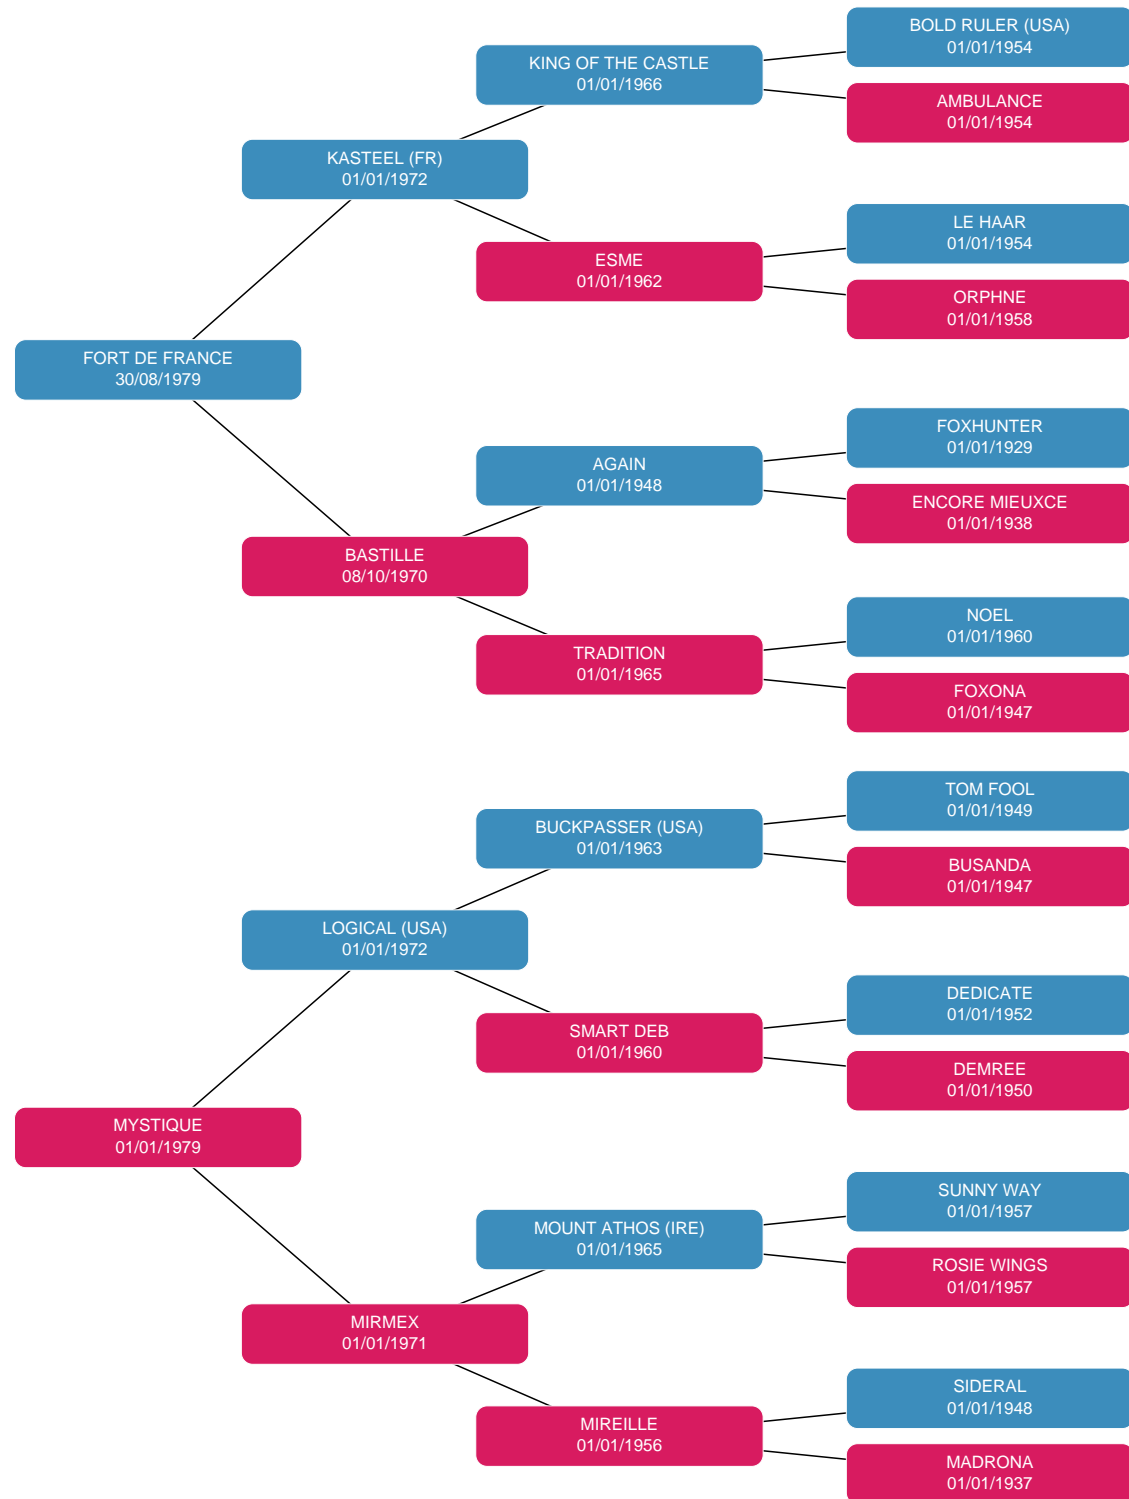 BOLD RULER (USA)
01/01/1954
KING OF THE CASTLE
01/01/1966
AMBULANCE
01/01/1954
KASTEEL (FR)
01/01/1972
LE HAAR
01/01/1954
ESME
01/01/1962
ORPHNE
01/01/1958
FORT DE FRANCE
30/08/1979
FOXHUNTER
01/01/1929
AGAIN
01/01/1948
ENCORE MIEUXCE
01/01/1938
BASTILLE
08/10/1970
NOEL
01/01/1960
TRADITION
01/01/1965
FOXONA
01/01/1947
TOM FOOL
01/01/1949
BUCKPASSER (USA)
01/01/1963
BUSANDA
01/01/1947
LOGICAL (USA)
01/01/1972
DEDICATE
01/01/1952
SMART DEB
01/01/1960
DEMREE
01/01/1950
MYSTIQUE
01/01/1979
SUNNY WAY
01/01/1957
MOUNT ATHOS (IRE)
01/01/1965
ROSIE WINGS
01/01/1957
MIRMEX
01/01/1971
SIDERAL
01/01/1948
MIREILLE
01/01/1956
MADRONA
01/01/1937